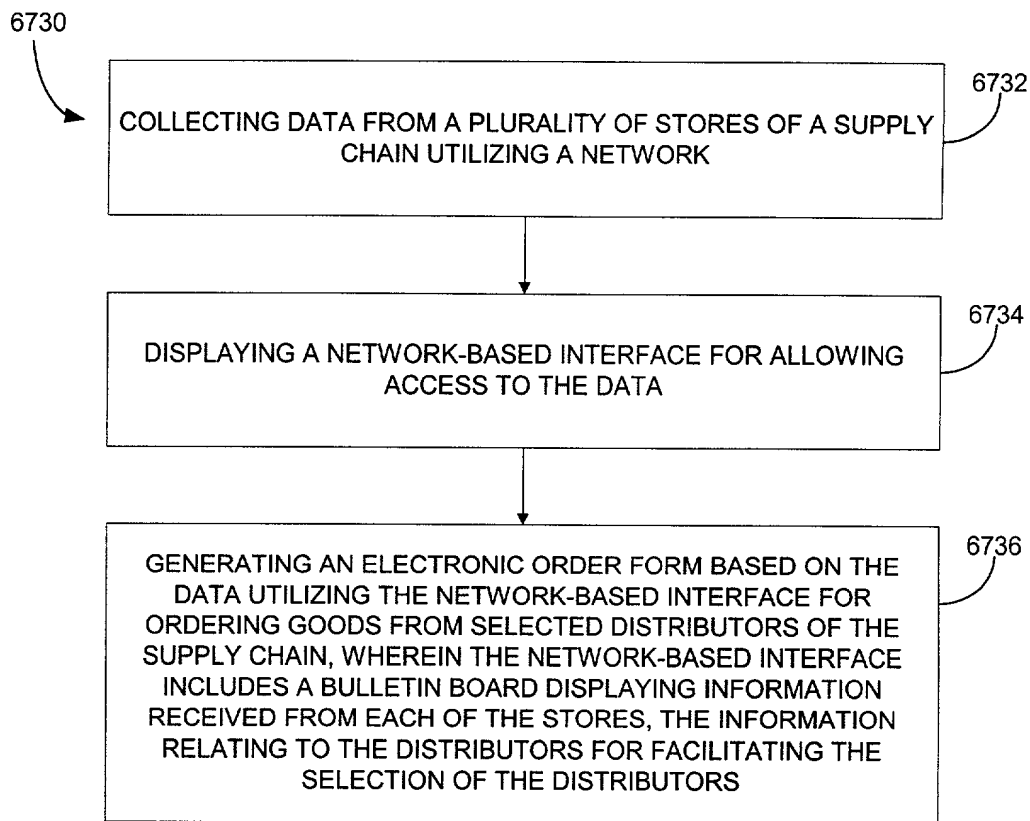 6730
6732
COLLECTING DATA FROM A PLURALITY OF STORES OF A SUPPLY
CHAIN UTILIZING A NETWORK
6734
DISPLAYING A NETWORK-BASED INTERFACE FOR ALLOWING
ACCESS TO THE DATA
6736
GENERATING AN ELECTRONIC ORDER FORM BASED ON THE
DATA UTILIZING THE NETWORK-BASED INTERFACE FOR
ORDERING GOODS FROM SELECTED DISTRIBUTORS OF THE
SUPPLY CHAIN, WHEREIN THE NETWORK-BASED INTERFACE
INCLUDES A BULLETIN BOARD DISPLAYING INFORMATION
RECEIVED FROM EACH OF THE STORES, THE INFORMATION
RELATING TO THE DISTRIBUTORS FOR FACILITATING THE
SELECTION OF THE DISTRIBUTORS